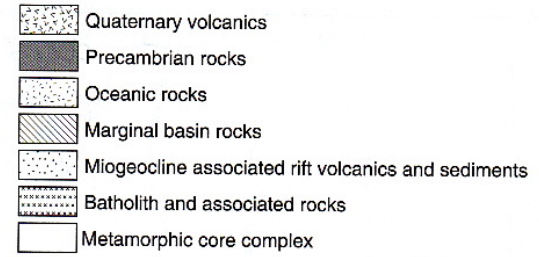 Quaternary volcanics
Precambrian rocks
Oceanic rocks
Marginal basin rocks
Miogeocline associated rift volcanics and sediments
Batholith and associated rocks
Metamorphic core complex